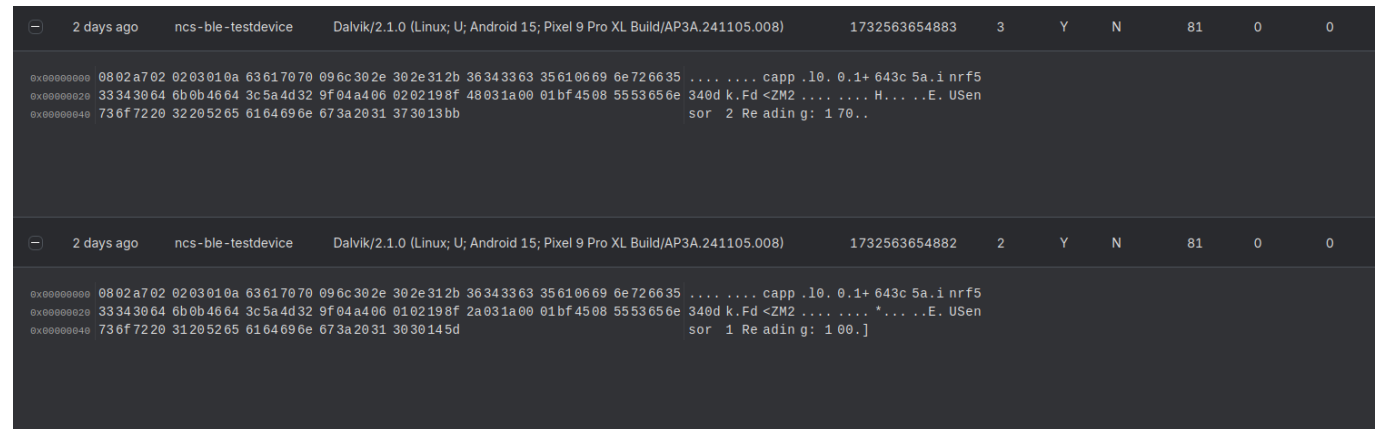 2 days ago ncs-ble-testdevice Dalvik/2.1.0 (Linux; U; Android 15; Pixel 9 Pro XL Build/AP3A.241105.008) 1732563654883 3 Y N 81 0 0
0x00000000 0802a702 0203010a 63617070 096c302e 302e312b 36343363 35610669 6e726635 .... .... capp .l0. 0.1+ 643c 5a.i nrf5
0x00000020 33343064 6b0b4664 3c5a4d32 9f04a406 0202198f 48031a00 01bf4508 5553656e 340d k.Fd <ZM2 .... .... H... ..E. USen
0x00000040 736f7220 32205265 6164696e 673a2031 373013bb sor  2 Re adin g: 1 70..
2 days ago ncs-ble-testdevice Dalvik/2.1.0 (Linux; U; Android 15; Pixel 9 Pro XL Build/AP3A.241105.008) 1732563654882 2 Y N 81 0 0
0x00000000 0802a702 0203010a 63617070 096c302e 302e312b 36343363 35610669 6e726635 .... .... capp .l0. 0.1+ 643c 5a.i nrf5
0x00000020 33343064 6b0b4664 3c5a4d32 9f04a406 0102198f 2a031a00 01bf4508 5553656e 340d k.Fd <ZM2 .... .... *... ..E. USen
0x00000040 736f7220 31205265 6164696e 673a2031 3030145d sor  1 Re adin g: 1 00.]